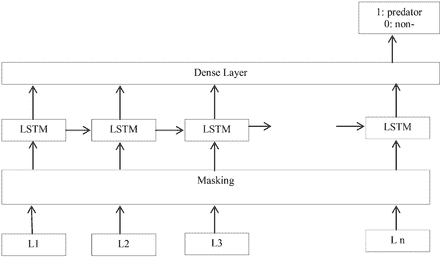 1: predator
0: non-
Dense Layer
LSTM LSTM LSTM LSTM
Masking
L1 L2 L3 L n